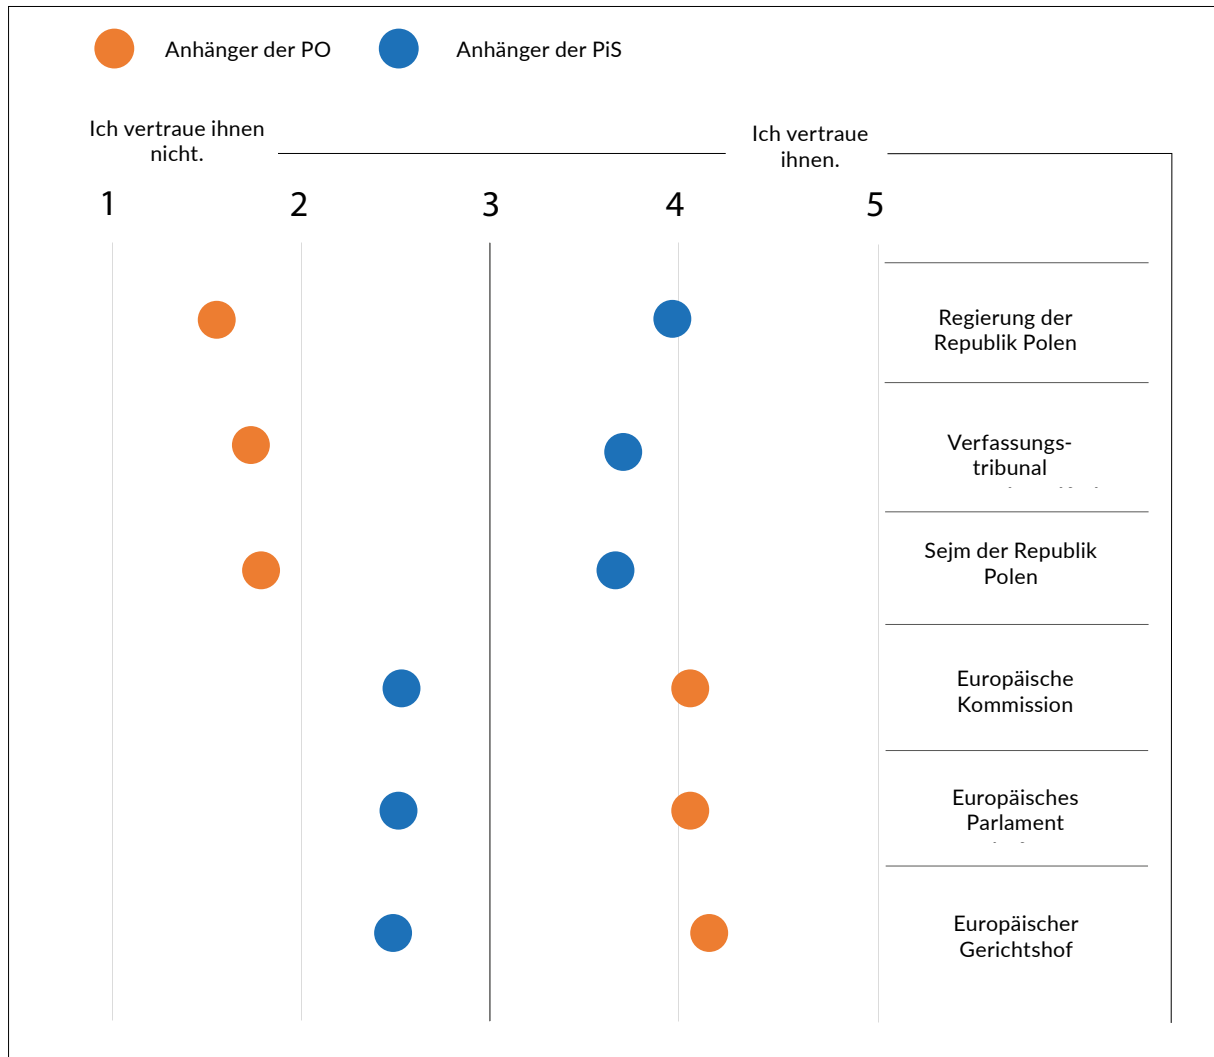 Anhänger der PO
Anhänger der PiS
Ich vertraue ihnen
nicht.
Ich vertraue
ihnen.
1 2 3 4 5
Regierung der
Republik Polen
Verfassungs-
tribunal
Sejm der Republik
Polen
Europäische
Kommission
Europäisches
Parlament
Europäischer
Gerichtshof